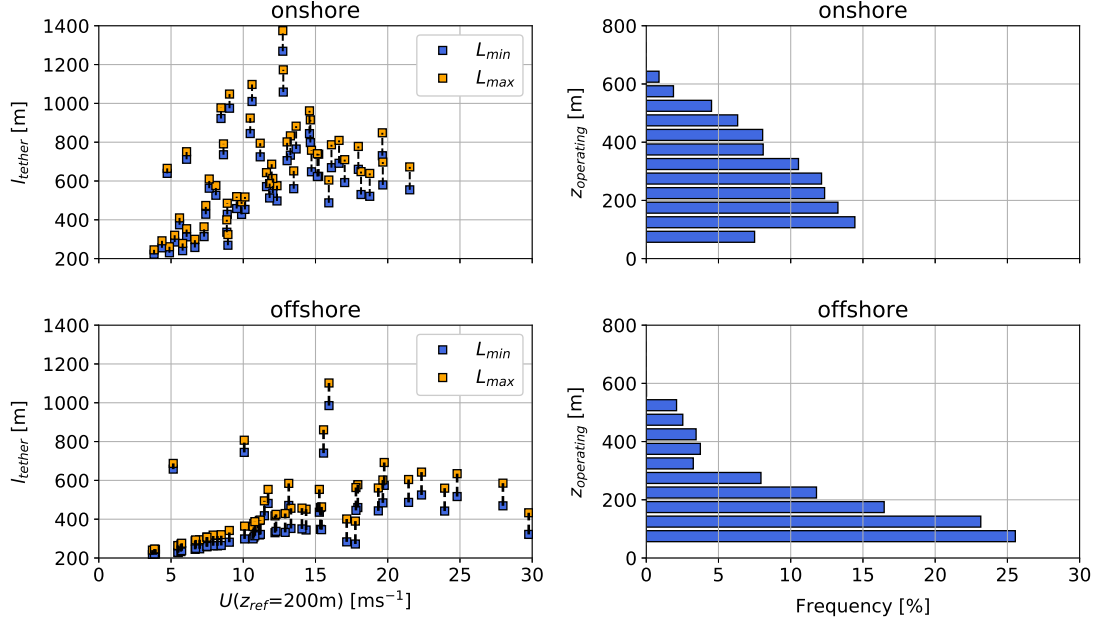 onshore
1400
1200
1000
800
600
400
200
l_tether [m]
L_min
L_max
onshore
800
600
400
200
0
z_operating [m]
offshore
1400
1200
1000
800
600
400
200
l_tether [m]
L_min
L_max
0 5 10 15 20 25 30
U(z_ref=200m) [ms⁻¹]
offshore
800
600
400
200
0
z_operating [m]
0 5 10 15 20 25 30
Frequency [%]